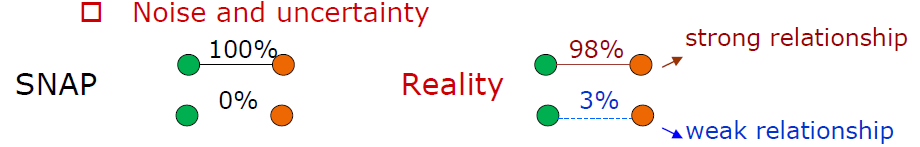 Noise and uncertainty
100%
98%
strong relationship
SNAP
Reality
0%
3%
weak relationship